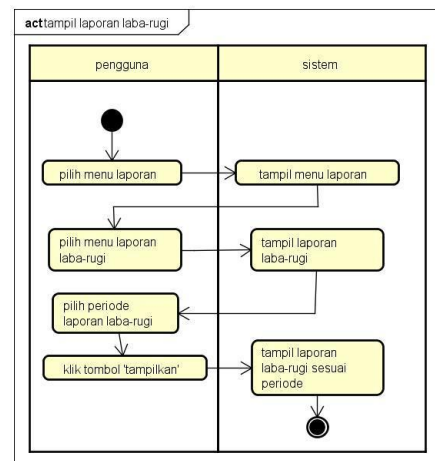 act tampil laporan laba-rugi
pengguna
sistem
pilih menu laporan
tampil menu laporan
pilih menu laporan
laba-rugi
tampil laporan
laba-rugi
pilih periode
laporan laba-rugi
klik tombol 'tampilkan'
tampil laporan
laba-rugi sesuai
periode